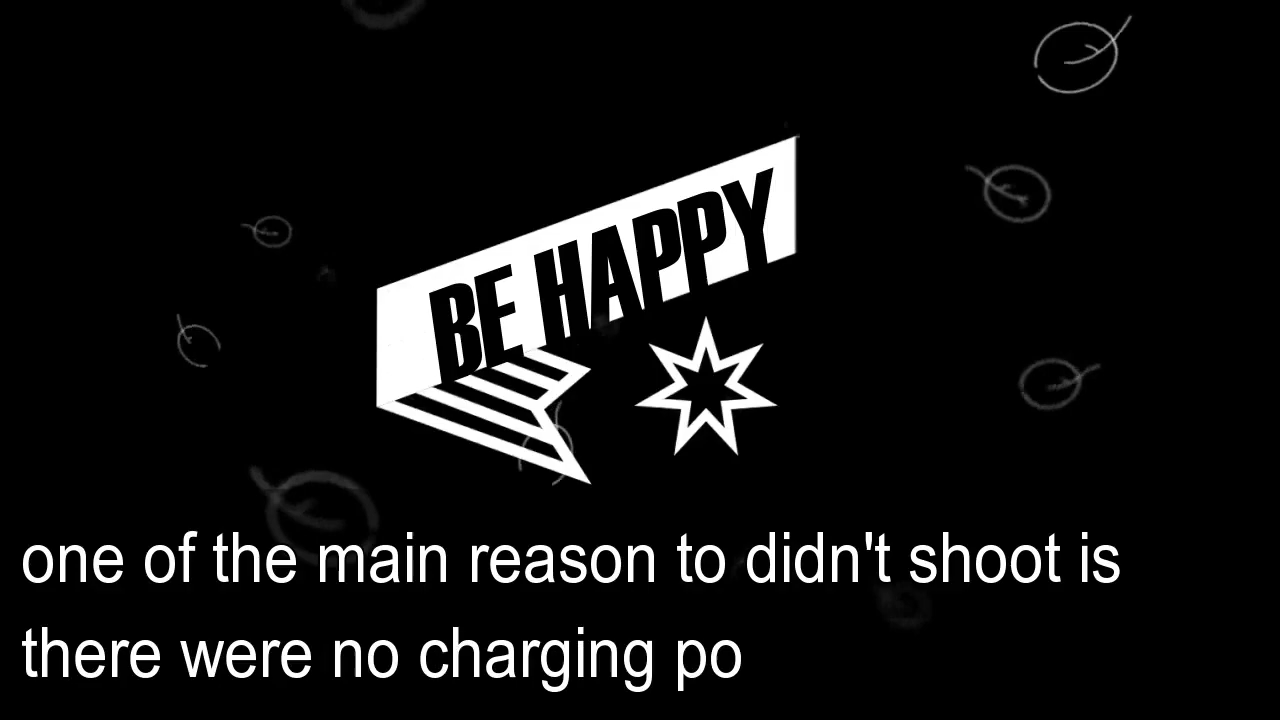 BE HAPPY
one of the main reason to didn't shoot is
there were no charging po